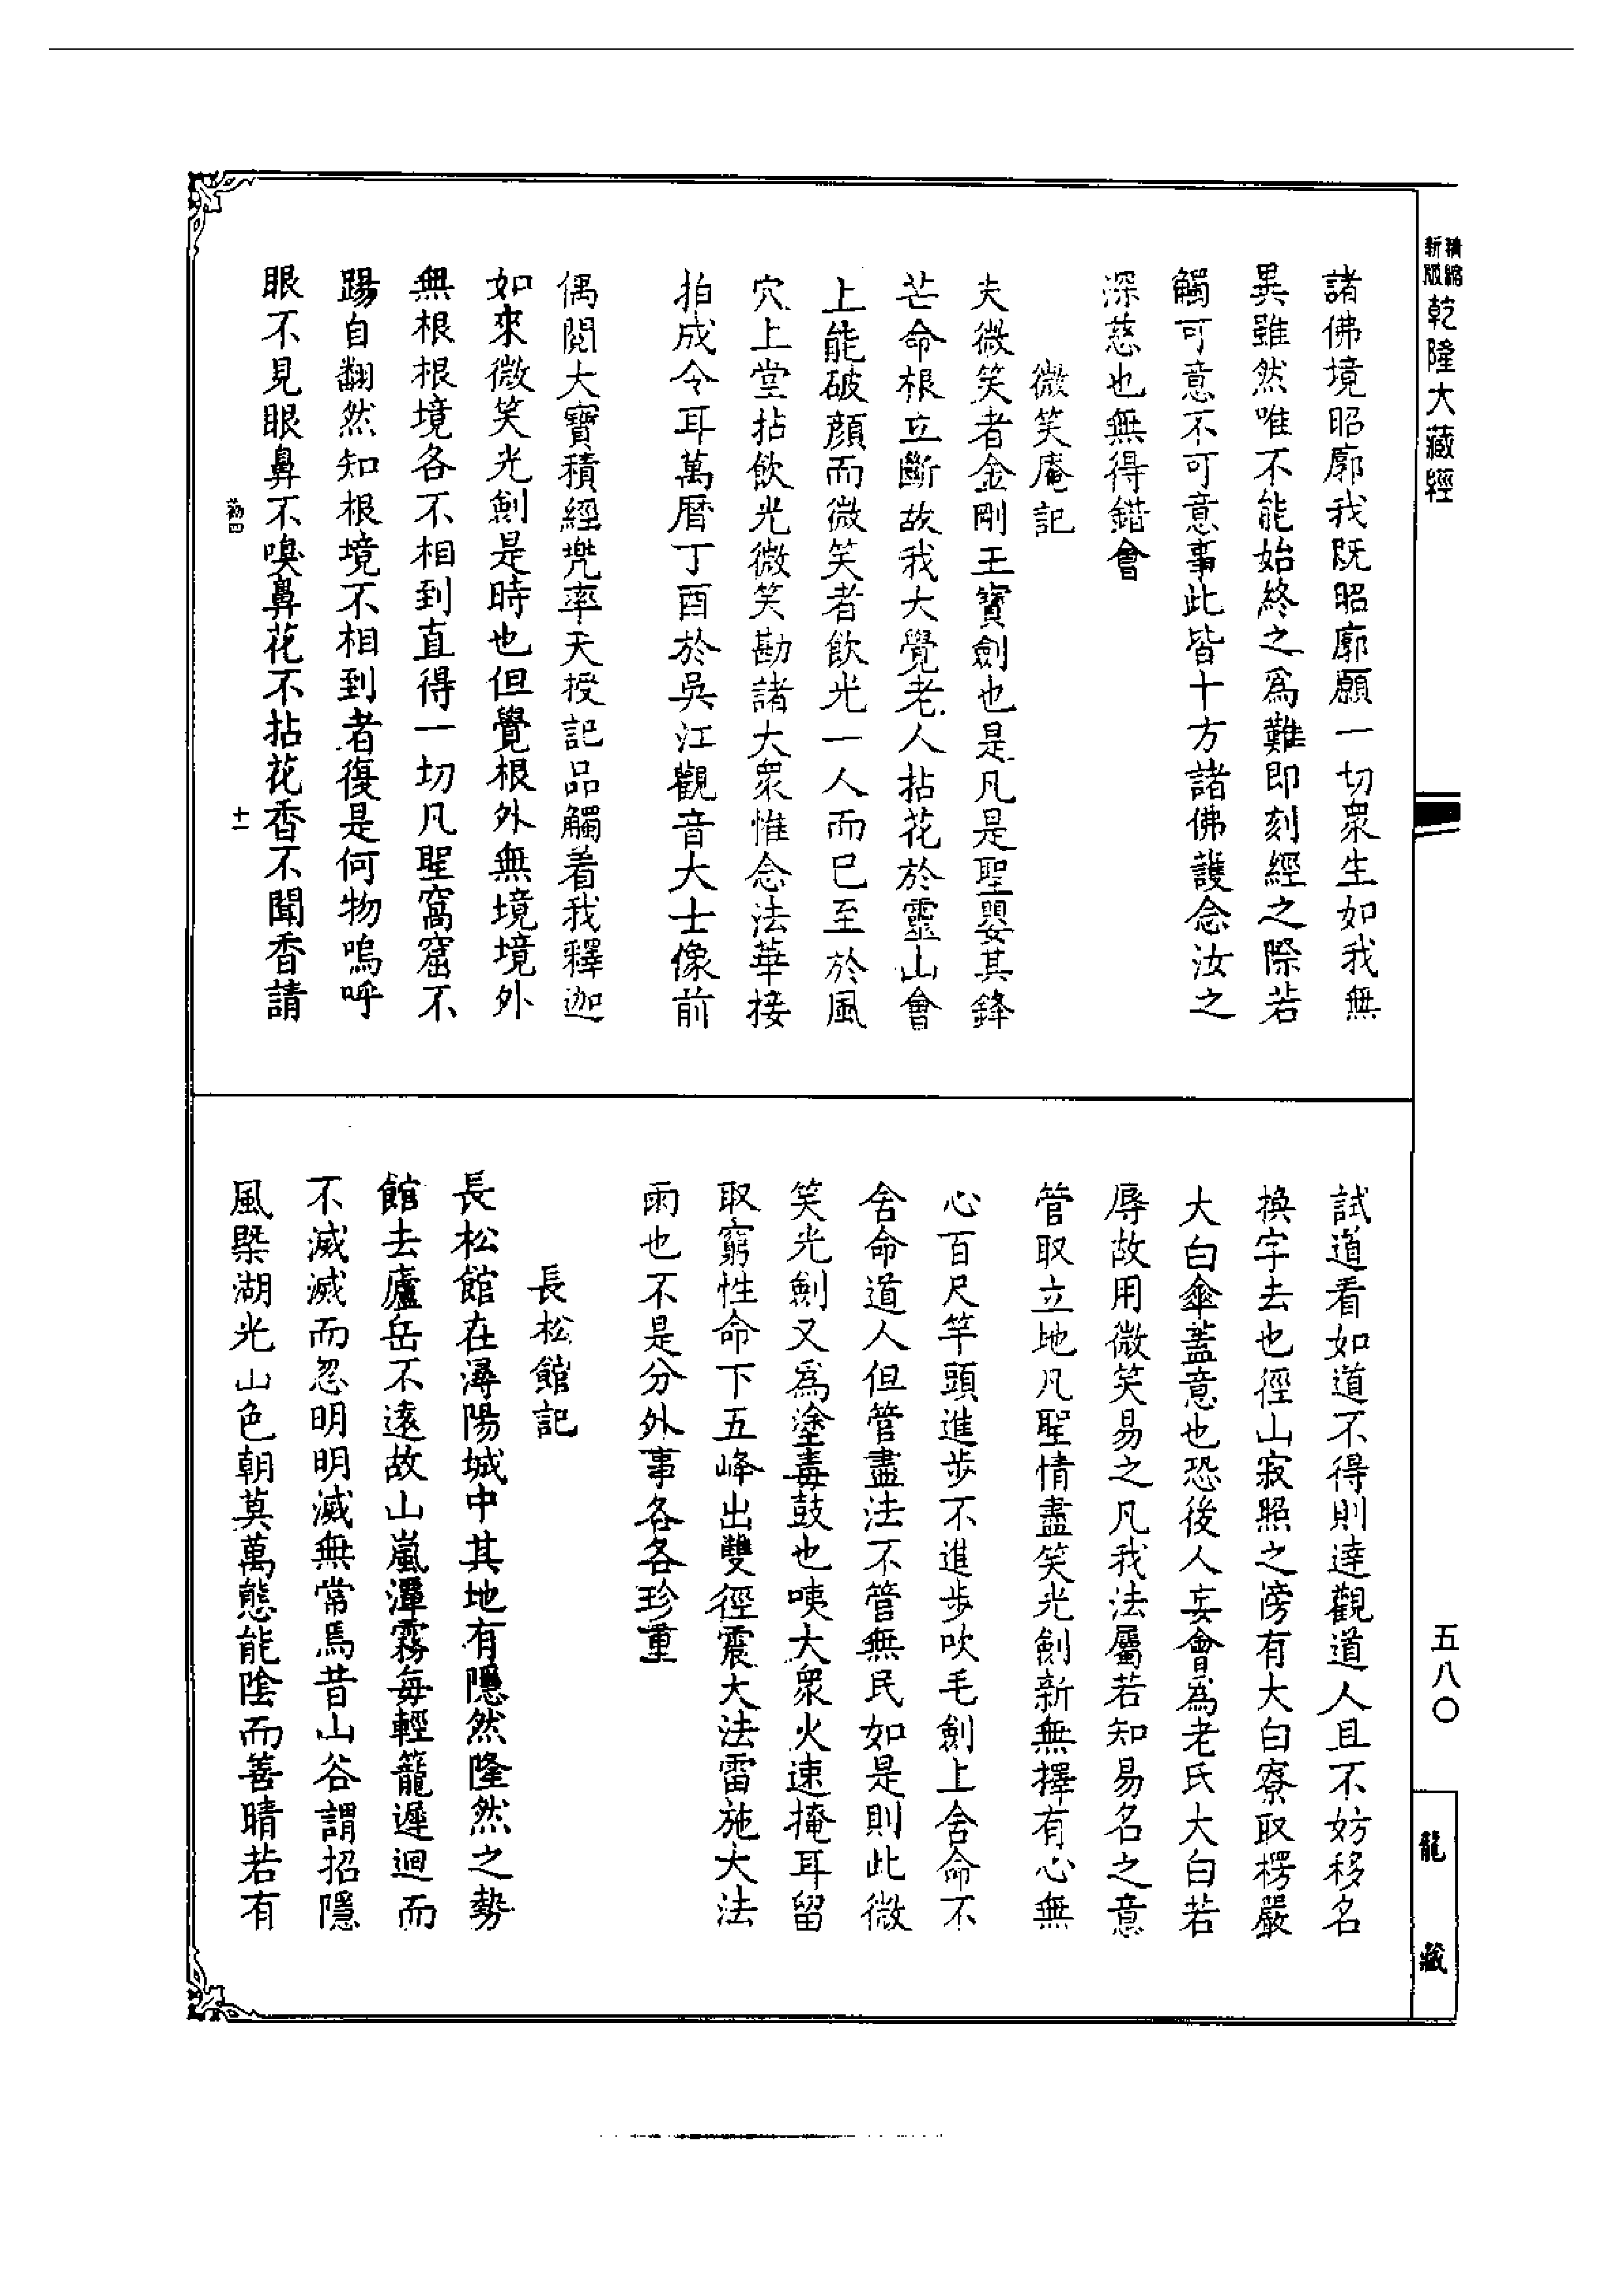 精縮
新版
乾隆大藏經
五八〇
龍藏
諸佛境昭廓我既昭廓願一切衆生如我無
異雖然唯不能始終之爲難即刻經之際若
觸可意不可意事此皆十方諸佛護念汝之
深慈也無得錯會
微笑庵記
夫微笑者金剛王寶劍也是凡是聖嬰其鋒
芒命根立斷故我大覺老人拈花於靈山會
上能破顏而微笑者飲光一人而巳至於風
穴上堂拈飲光微笑勘諸大衆惟念法華接
拍成令耳萬曆丁酉於吳江觀音大士像前
偶閱大寶積經兠率天授記品觸着我釋迦
如來微笑光劍是時也但覺根外無境境外
無根根境各不相到直得一切凡聖窩窟不
踢自翻然知根境不相到者復是何物嗚呼
眼不見眼鼻不嗅鼻花不拈花香不聞香請
十一
試道看如道不得則達觀道人且不妨移名
換字去也徑山寂照之傍有大白寮取楞嚴
大白傘葢意也恐後人妄會為老氏大白若
辱故用微笑易之凡我法屬若知易名之意
管取立地凡聖情盡笑光劍新無擇有心無
心百尺竿頭進步不進步吹毛劍上舍命不
舍命道人但管盡法不管無民如是則此微
笑光劍又爲塗毒鼓也咦大衆火速掩耳留
取窮性命下五峰出雙徑震大法雷施大法
雨也不是分外事各各珍重
長松館記
長松館在潯陽城中其地有隱然隆然之勢
館去廬岳不遠故山嵐潭霧每輕籠遲迴而
不滅滅而忽明明滅無常焉昔山谷謂招隱
風槩湖光山色朝莫萬態能陰而善晴若有